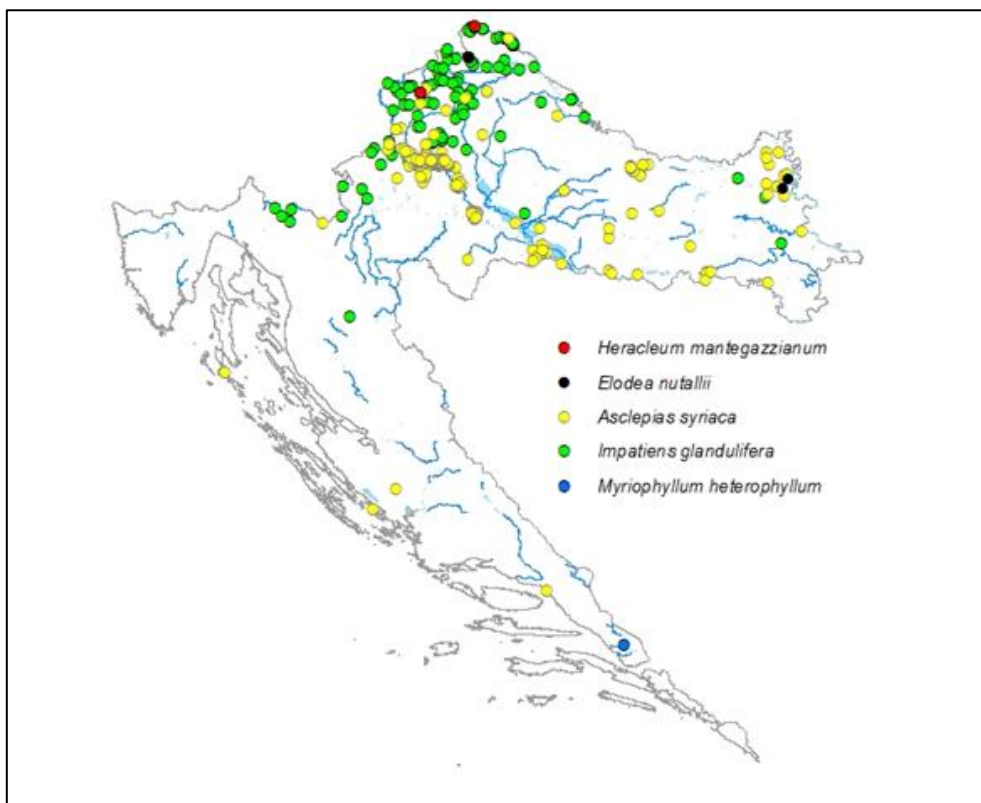 Heracleum mantegazzianum
Elodea nutallii
Asclepias syriaca
Impatiens glandulifera
Myriophyllum heterophyllum